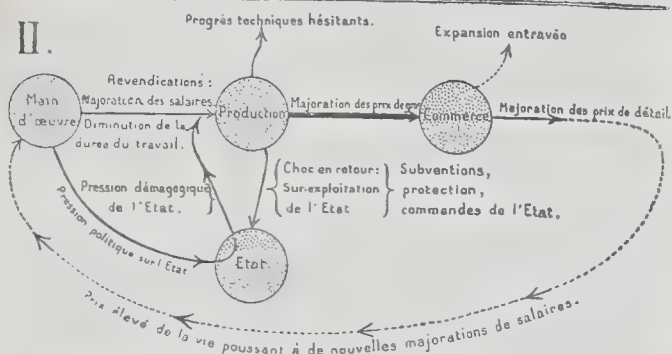 II.
Progrès techniques hésitants.
Expansion entravée
Revendications :
Main
d'œuvre
Majoration des salaires.
Production
Majoration des prix de gros
Commerce
Majoration des prix de détail
Diminution de la
durée du travail.
Pression démagogique
de l'Etat.
Choc en retour:
Sur-exploitation
de l'Etat
Subventions,
protection,
commandes de l'Etat.
Pression politique sur l'Etat
Etat.
Prix élevé de la vie poussant à de nouvelles majorations de salaires.